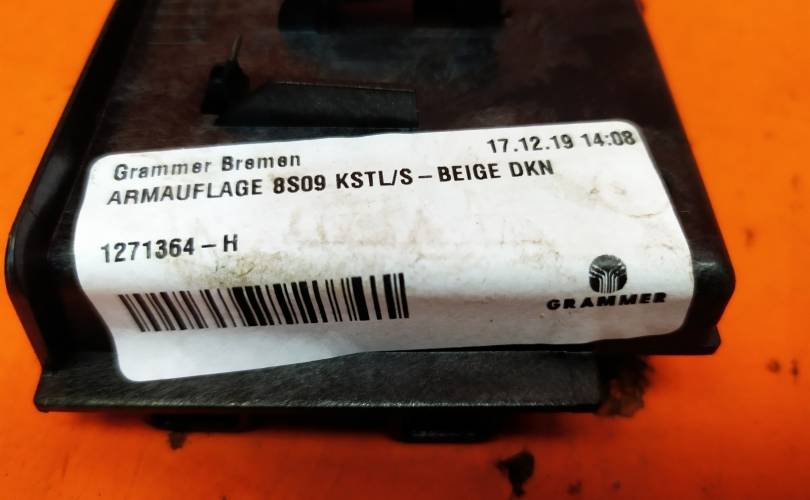 Grammer Bremen 17.12.19 14:08
ARMAUFLAGE 8S09 KSTL/S - BEIGE DKN
1271364 - H
GRAMMER